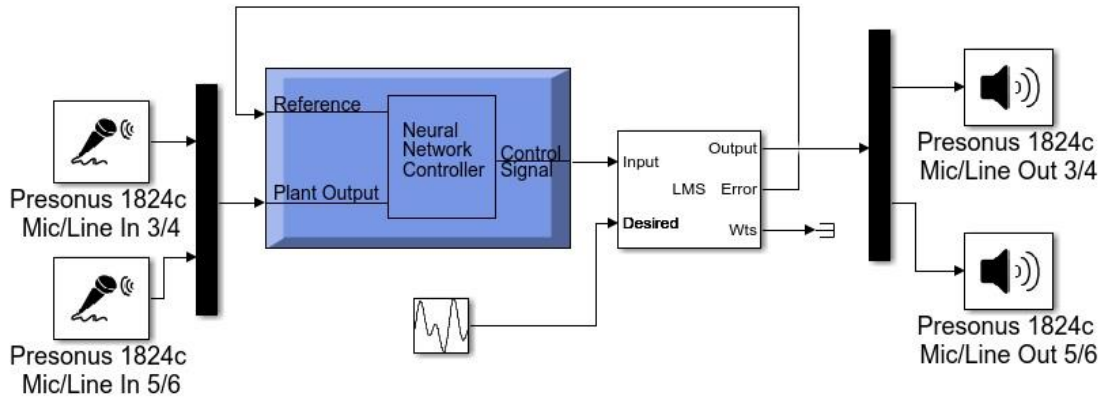 Presonus 1824c
Mic/Line In 3/4
Presonus 1824c
Mic/Line In 5/6
Reference
Plant Output
Neural
Network
Controller
Control
Signal
Input
Desired
LMS
Output
Error
Wts
Presonus 1824c
Mic/Line Out 3/4
Presonus 1824c
Mic/Line Out 5/6